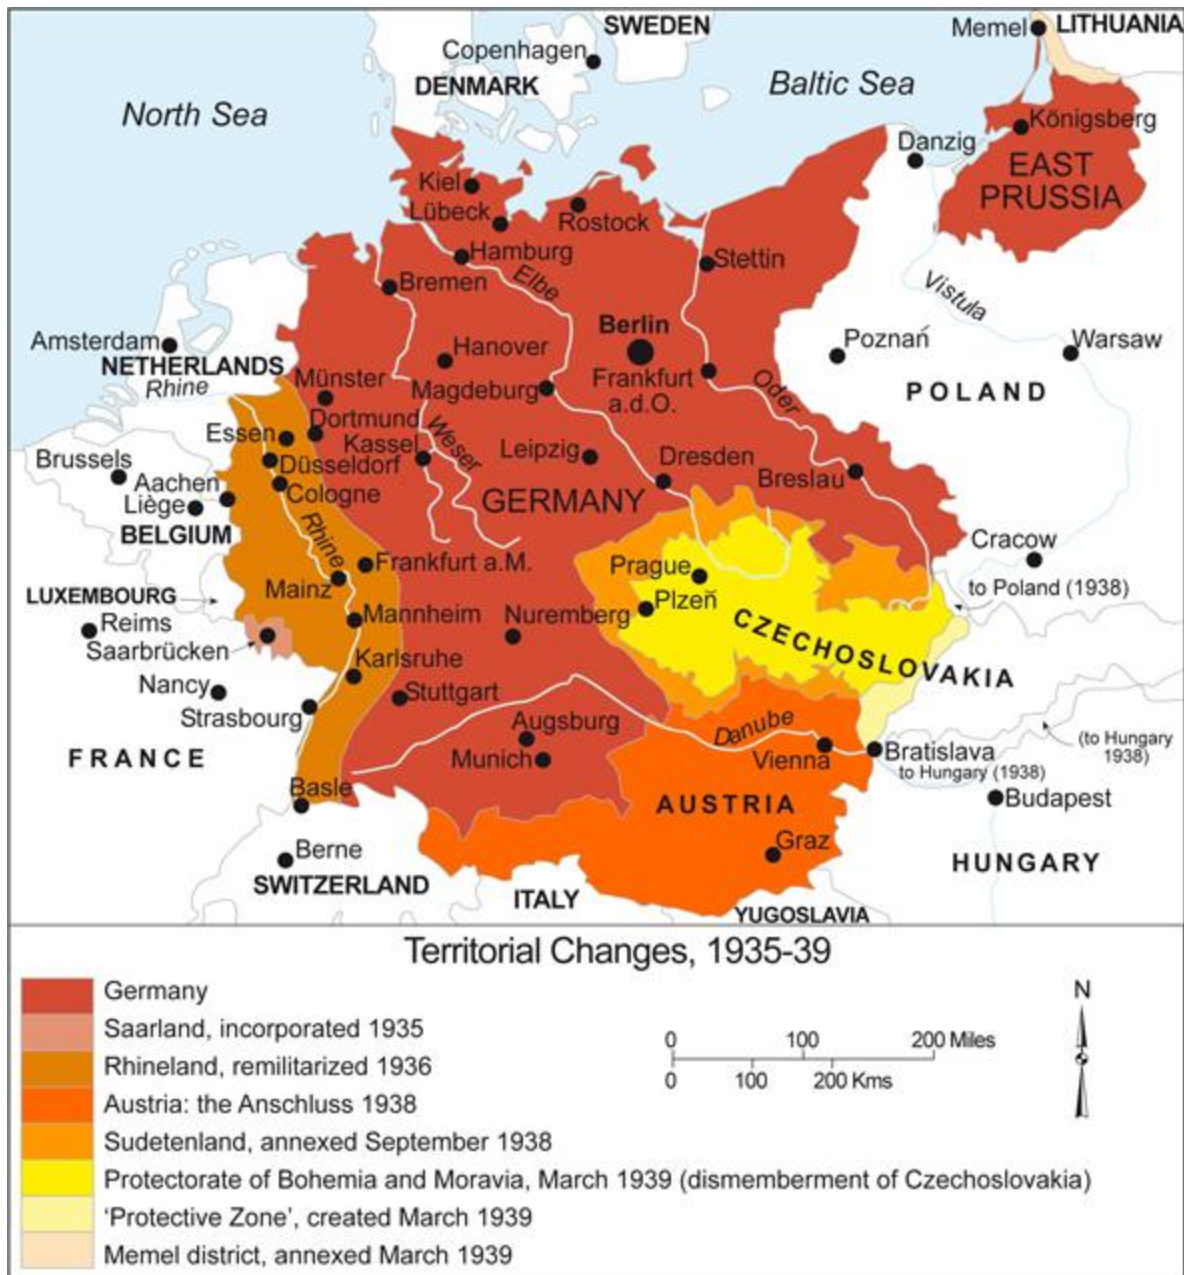 SWEDEN
Memel
LITHUANIA
Copenhagen
DENMARK
Baltic Sea
North Sea
Königsberg
Danzig
EAST
PRUSSIA
Kiel
Lübeck
Rostock
Hamburg
Stettin
Elbe
Bremen
Vistula
Berlin
Amsterdam
NETHERLANDS
Hanover
Poznań
Warsaw
Rhine
Münster
Magdeburg
Frankfurt
a.d.O.
Oder
POLAND
Dortmund
Essen
Kassel
Weser
Leipzig
Dresden
Brussels
Düsseldorf
Breslau
Aachen
Cologne
Liège
GERMANY
BELGIUM
Rhine
Cracow
Frankfurt a.M.
Prague
to Poland (1938)
Mainz
LUXEMBOURG
Plzeň
Mannheim
Nuremberg
Reims
CZECHOSLOVAKIA
Saarbrücken
Karlsruhe
Nancy
Stuttgart
Strasbourg
Augsburg
Danube
(to Hungary
1938)
FRANCE
Munich
Vienna
Bratislava
to Hungary (1938)
Basle
AUSTRIA
Budapest
Graz
Berne
HUNGARY
SWITZERLAND
ITALY
YUGOSLAVIA
Territorial Changes, 1935-39
Germany
Saarland, incorporated 1935
Rhineland, remilitarized 1936
Austria: the Anschluss 1938
Sudetenland, annexed September 1938
Protectorate of Bohemia and Moravia, March 1939 (dismemberment of Czechoslovakia)
‘Protective Zone’, created March 1939
Memel district, annexed March 1939
0 100 200 Miles
0 100 200 Kms
N